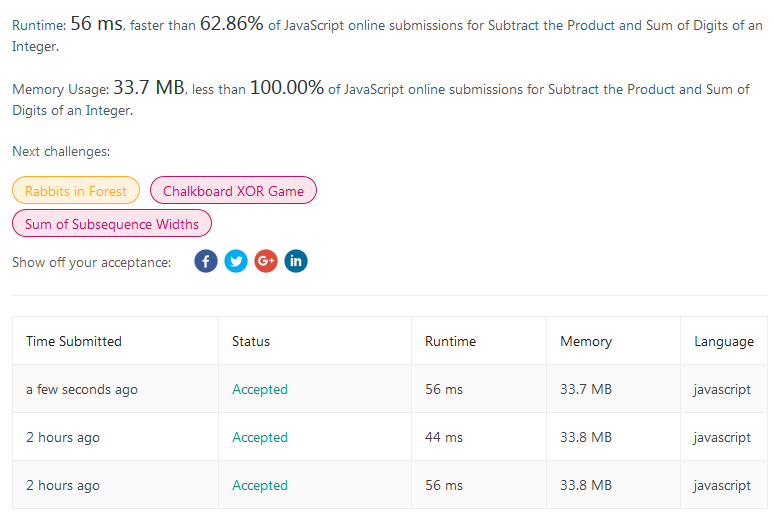 Runtime: 56 ms, faster than 62.86% of JavaScript online submissions for Subtract the Product and Sum of Digits of an
Integer.
Memory Usage: 33.7 MB, less than 100.00% of JavaScript online submissions for Subtract the Product and Sum of
Digits of an Integer.
Next challenges:
Rabbits in Forest Chalkboard XOR Game
Sum of Subsequence Widths
Show off your acceptance: f G+ in
Time Submitted Status Runtime Memory Language
a few seconds ago Accepted 56 ms 33.7 MB javascript
2 hours ago Accepted 44 ms 33.8 MB javascript
2 hours ago Accepted 56 ms 33.8 MB javascript